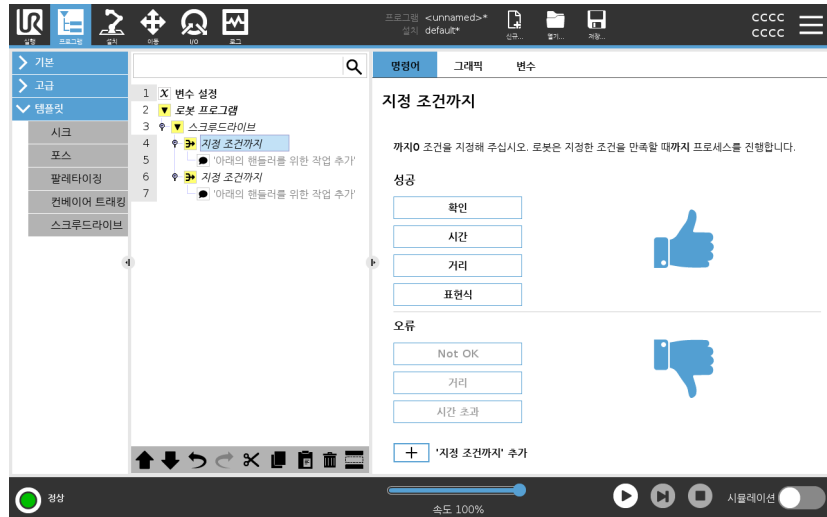 UR
실행
프로그램
설치
이동
I/O
로그
프로그램 <unnamed>*
설치 default*
신규...
열기...
저장...
CCCC
CCCC
기본
고급
템플릿
시크
포스
팔레타이징
컨베이어 트래킹
스크루드라이브
1 X 변수 설정
2 로봇 프로그램
3 스크루드라이브
4 지정 조건까지
5 '아래의 핸들러를 위한 작업 추가'
6 지정 조건까지
7 '아래의 핸들러를 위한 작업 추가'
명령어 그래픽 변수
지정 조건까지
까지0 조건을 지정해 주십시오. 로봇은 지정한 조건을 만족할 때까지 프로세스를 진행합니다.
성공
확인
시간
거리
표현식
오류
Not OK
거리
시간 초과
'지정 조건까지' 추가
정상
속도 100%
시뮬레이션